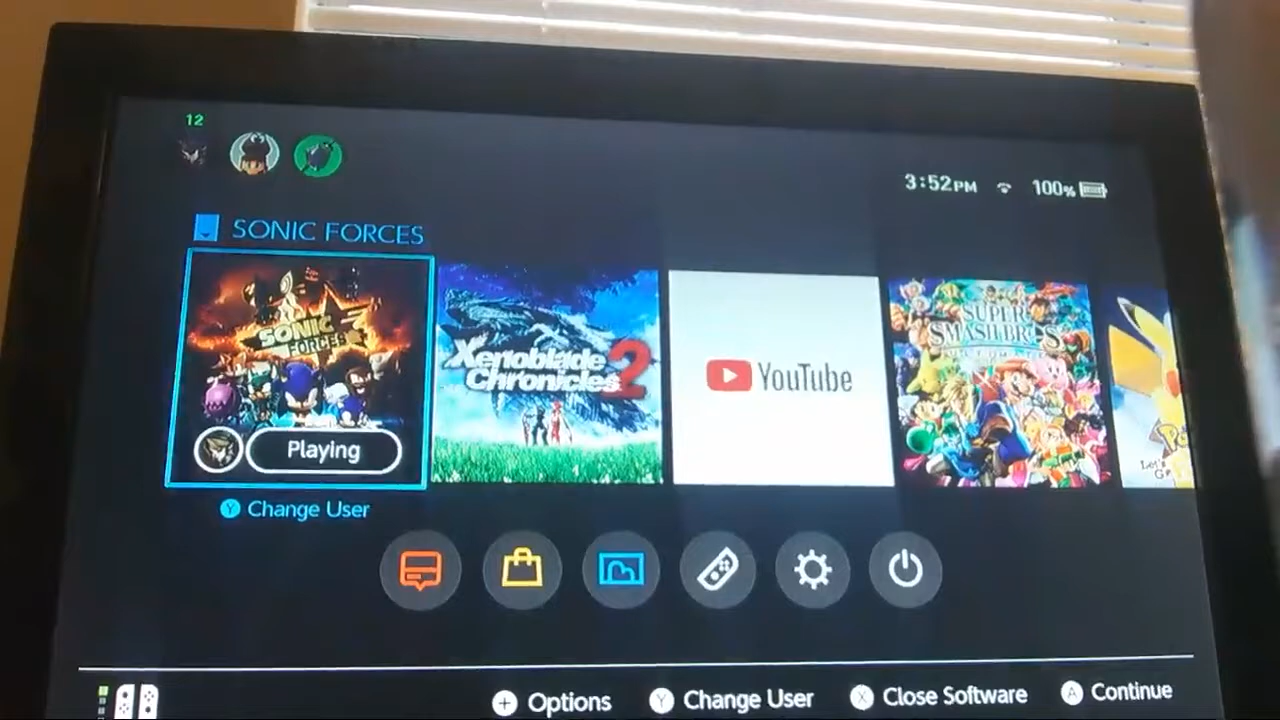 12
3:52PM 100%
SONIC FORCES
SONIC
FORCES
Playing
Xenoblade
Chronicles 2
YouTube
SUPER
SMASH BROS.
Let's
Change User
Options Change User Close Software Continue